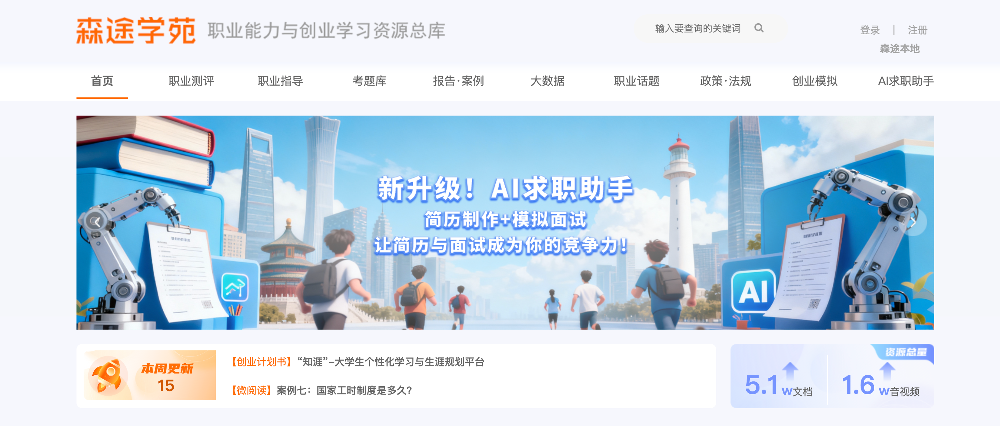 森途学苑 职业能力与创业学习资源总库
输入要查询的关键词
登录 | 注册
森途本地
首页 职业测评 职业指导 考题库 报告·案例 大数据 职业话题 政策·法规 创业模拟 AI求职助手
新升级！AI求职助手
简历制作+模拟面试
让简历与面试成为你的竞争力！
AI
本周更新
15
【创业计划书】“知涯”–大学生个性化学习与生涯规划平台
【微阅读】案例七：国家工时制度是多久?
资源总量
5.1w文档
1.6w音视频